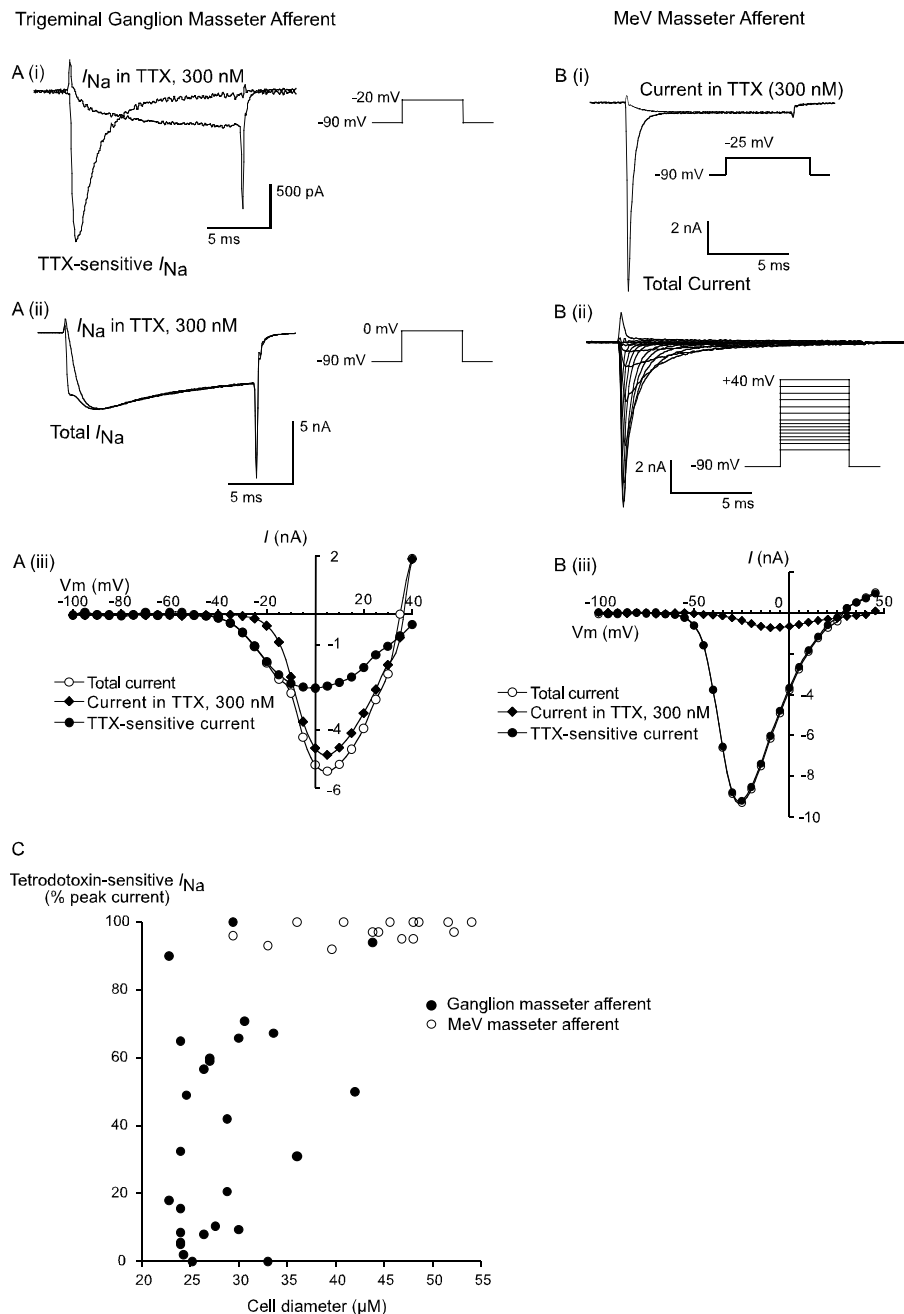 Trigeminal Ganglion Masseter Afferent
MeV Masseter Afferent
A (i)
INa in TTX, 300 nM
-20 mV
-90 mV
500 pA
5 ms
TTX-sensitive INa
B (i)
Current in TTX (300 nM)
-25 mV
-90 mV
2 nA
5 ms
Total Current
A (ii)
INa in TTX, 300 nM
0 mV
-90 mV
Total INa
5 nA
5 ms
B (ii)
+40 mV
2 nA
-90 mV
5 ms
A (iii)
I (nA)
2
Vm (mV)
-100 -80 -60 -40 -20 20 40
-1
-4
-6
Total current
Current in TTX, 300 nM
TTX-sensitive current
B (iii)
I (nA)
-100 -50 0 50
Vm (mV)
-4
-6
-8
-10
Total current
Current in TTX, 300 nM
TTX-sensitive current
C
Tetrodotoxin-sensitive INa
(% peak current)
100
80
60
40
20
0
20 25 30 35 40 45 50 55
Cell diameter (µM)
Ganglion masseter afferent
MeV masseter afferent